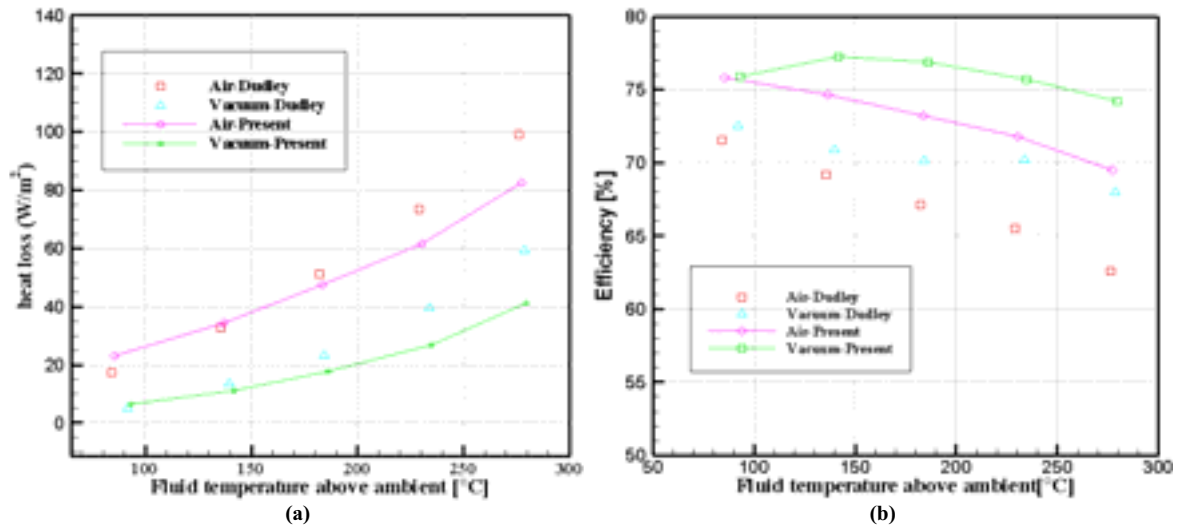 140
120
100
80
60
40
20
0
heat loss (W/m²)
Air-Dudley
Vacuum-Dudley
Air-Present
Vacuum-Present
100 150 200 250 300
Fluid temperature above ambient [°C]
(a)
80
75
70
65
60
55
50
Efficiency [%]
Air-Dudley
Vacuum-Dudley
Air-Present
Vacuum-Present
50 100 150 200 250 300
Fluid temperature above ambient[°C]
(b)